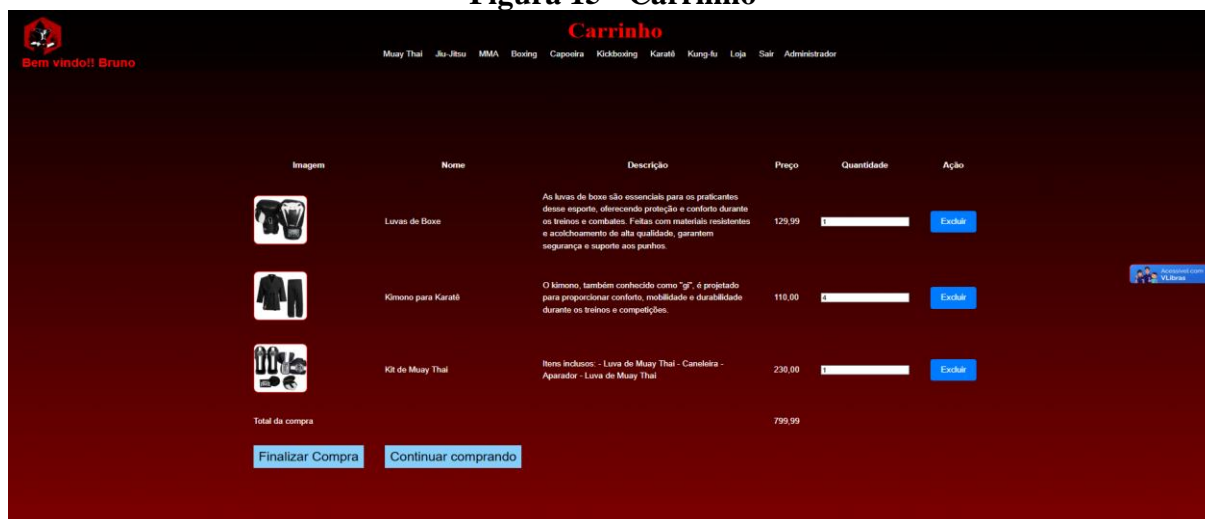 Figura 15 - Carrinho
Carrinho
Bem vindo!! Bruno
Muay Thai Jiu-Jitsu MMA Boxing Capoeira Kickboxing Karatê Kung-fu Loja Sair Administrador
Imagem Nome Descrição Preço Quantidade Ação
As luvas de boxe são essenciais para os praticantes
desse esporte, oferecendo proteção e conforto durante
os treinos e combates. Feitas com materiais resistentes
e acolchoamento de alta qualidade, garantem
segurança e suporte aos punhos.
Luvas de Boxe 129,99 1 Excluir
O kimono, também conhecido como "gi", é projetado
para proporcionar conforto, mobilidade e durabilidade
durante os treinos e competições.
Kimono para Karatê 110,00 4 Excluir
Itens inclusos: - Luva de Muay Thai - Caneleira -
Aparador - Luva de Muay Thai
Kit de Muay Thai 230,00 1 Excluir
Total da compra 799,99
Finalizar Compra Continuar comprando
Acessível com
VLibras